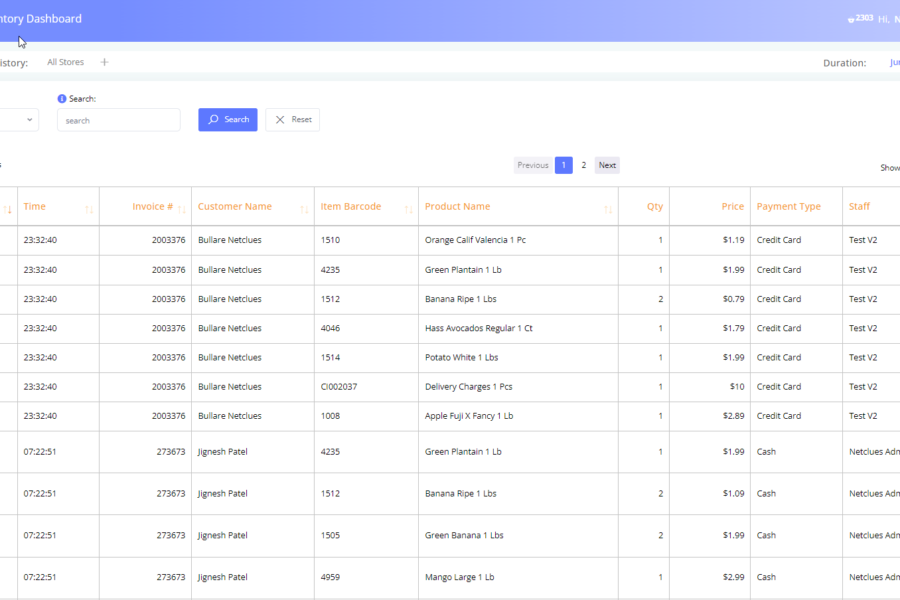 ntory Dashboard 2303 Hi, N
istory: All Stores + Duration: Jun
Search:
search Search Reset
s Previous 1 2 Next Show
Time Invoice # Customer Name Item Barcode Product Name Qty Price Payment Type Staff
23:32:40 2003376 Bullare Netclues 1510 Orange Calif Valencia 1 Pc 1 $1.19 Credit Card Test V2
23:32:40 2003376 Bullare Netclues 4235 Green Plantain 1 Lb 1 $1.99 Credit Card Test V2
23:32:40 2003376 Bullare Netclues 1512 Banana Ripe 1 Lbs 2 $0.79 Credit Card Test V2
23:32:40 2003376 Bullare Netclues 4046 Hass Avocados Regular 1 Ct 1 $1.79 Credit Card Test V2
23:32:40 2003376 Bullare Netclues 1514 Potato White 1 Lbs 1 $1.99 Credit Card Test V2
23:32:40 2003376 Bullare Netclues CI002037 Delivery Charges 1 Pcs 1 $10 Credit Card Test V2
23:32:40 2003376 Bullare Netclues 1008 Apple Fuji X Fancy 1 Lb 1 $2.89 Credit Card Test V2
07:22:51 273673 Jignesh Patel 4235 Green Plantain 1 Lb 1 $1.99 Cash Netclues Adm
07:22:51 273673 Jignesh Patel 1512 Banana Ripe 1 Lbs 2 $1.09 Cash Netclues Adm
07:22:51 273673 Jignesh Patel 1505 Green Banana 1 Lbs 2 $1.99 Cash Netclues Adm
07:22:51 273673 Jignesh Patel 4959 Mango Large 1 Lb 1 $2.99 Cash Netclues Adm